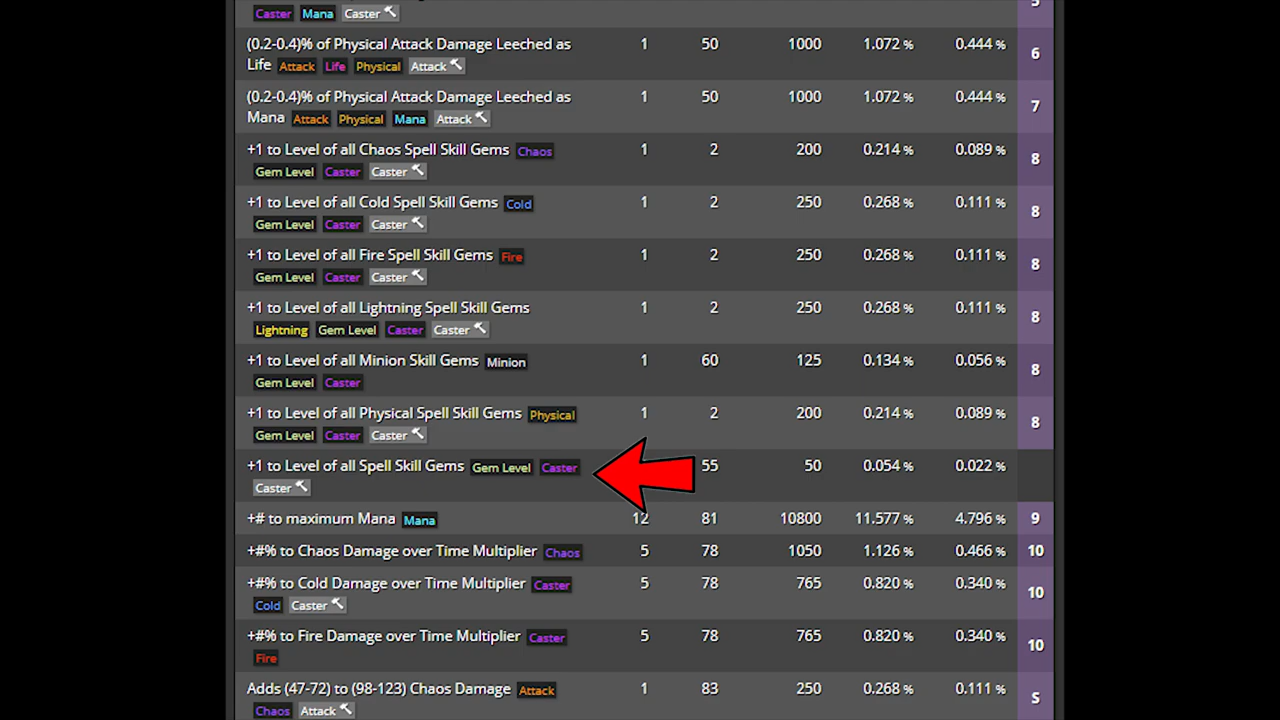 Caster Mana Caster 5
(0.2-0.4)% of Physical Attack Damage Leeched as 1 50 1000 1.072 % 0.444 % 6
Life Attack Life Physical Attack
(0.2-0.4)% of Physical Attack Damage Leeched as 1 50 1000 1.072 % 0.444 % 7
Mana Attack Physical Mana Attack
+1 to Level of all Chaos Spell Skill Gems Chaos 1 2 200 0.214 % 0.089 % 8
Gem Level Caster Caster
+1 to Level of all Cold Spell Skill Gems Cold 1 2 250 0.268 % 0.111 % 8
Gem Level Caster Caster
+1 to Level of all Fire Spell Skill Gems Fire 1 2 250 0.268 % 0.111 % 8
Gem Level Caster Caster
+1 to Level of all Lightning Spell Skill Gems 1 2 250 0.268 % 0.111 % 8
Lightning Gem Level Caster Caster
+1 to Level of all Minion Skill Gems Minion 1 60 125 0.134 % 0.056 % 8
Gem Level Caster
+1 to Level of all Physical Spell Skill Gems Physical 1 2 200 0.214 % 0.089 % 8
Gem Level Caster Caster
+1 to Level of all Spell Skill Gems Gem Level Caster 55 50 0.054 % 0.022 %
Caster
+# to maximum Mana Mana 12 81 10800 11.577 % 4.796 % 9
+#% to Chaos Damage over Time Multiplier Chaos 5 78 1050 1.126 % 0.466 % 10
+#% to Cold Damage over Time Multiplier Caster 5 78 765 0.820 % 0.340 % 10
Cold Caster
+#% to Fire Damage over Time Multiplier Caster 5 78 765 0.820 % 0.340 % 10
Fire
Adds (47-72) to (98-123) Chaos Damage Attack 1 83 250 0.268 % 0.111 % S
Chaos Attack